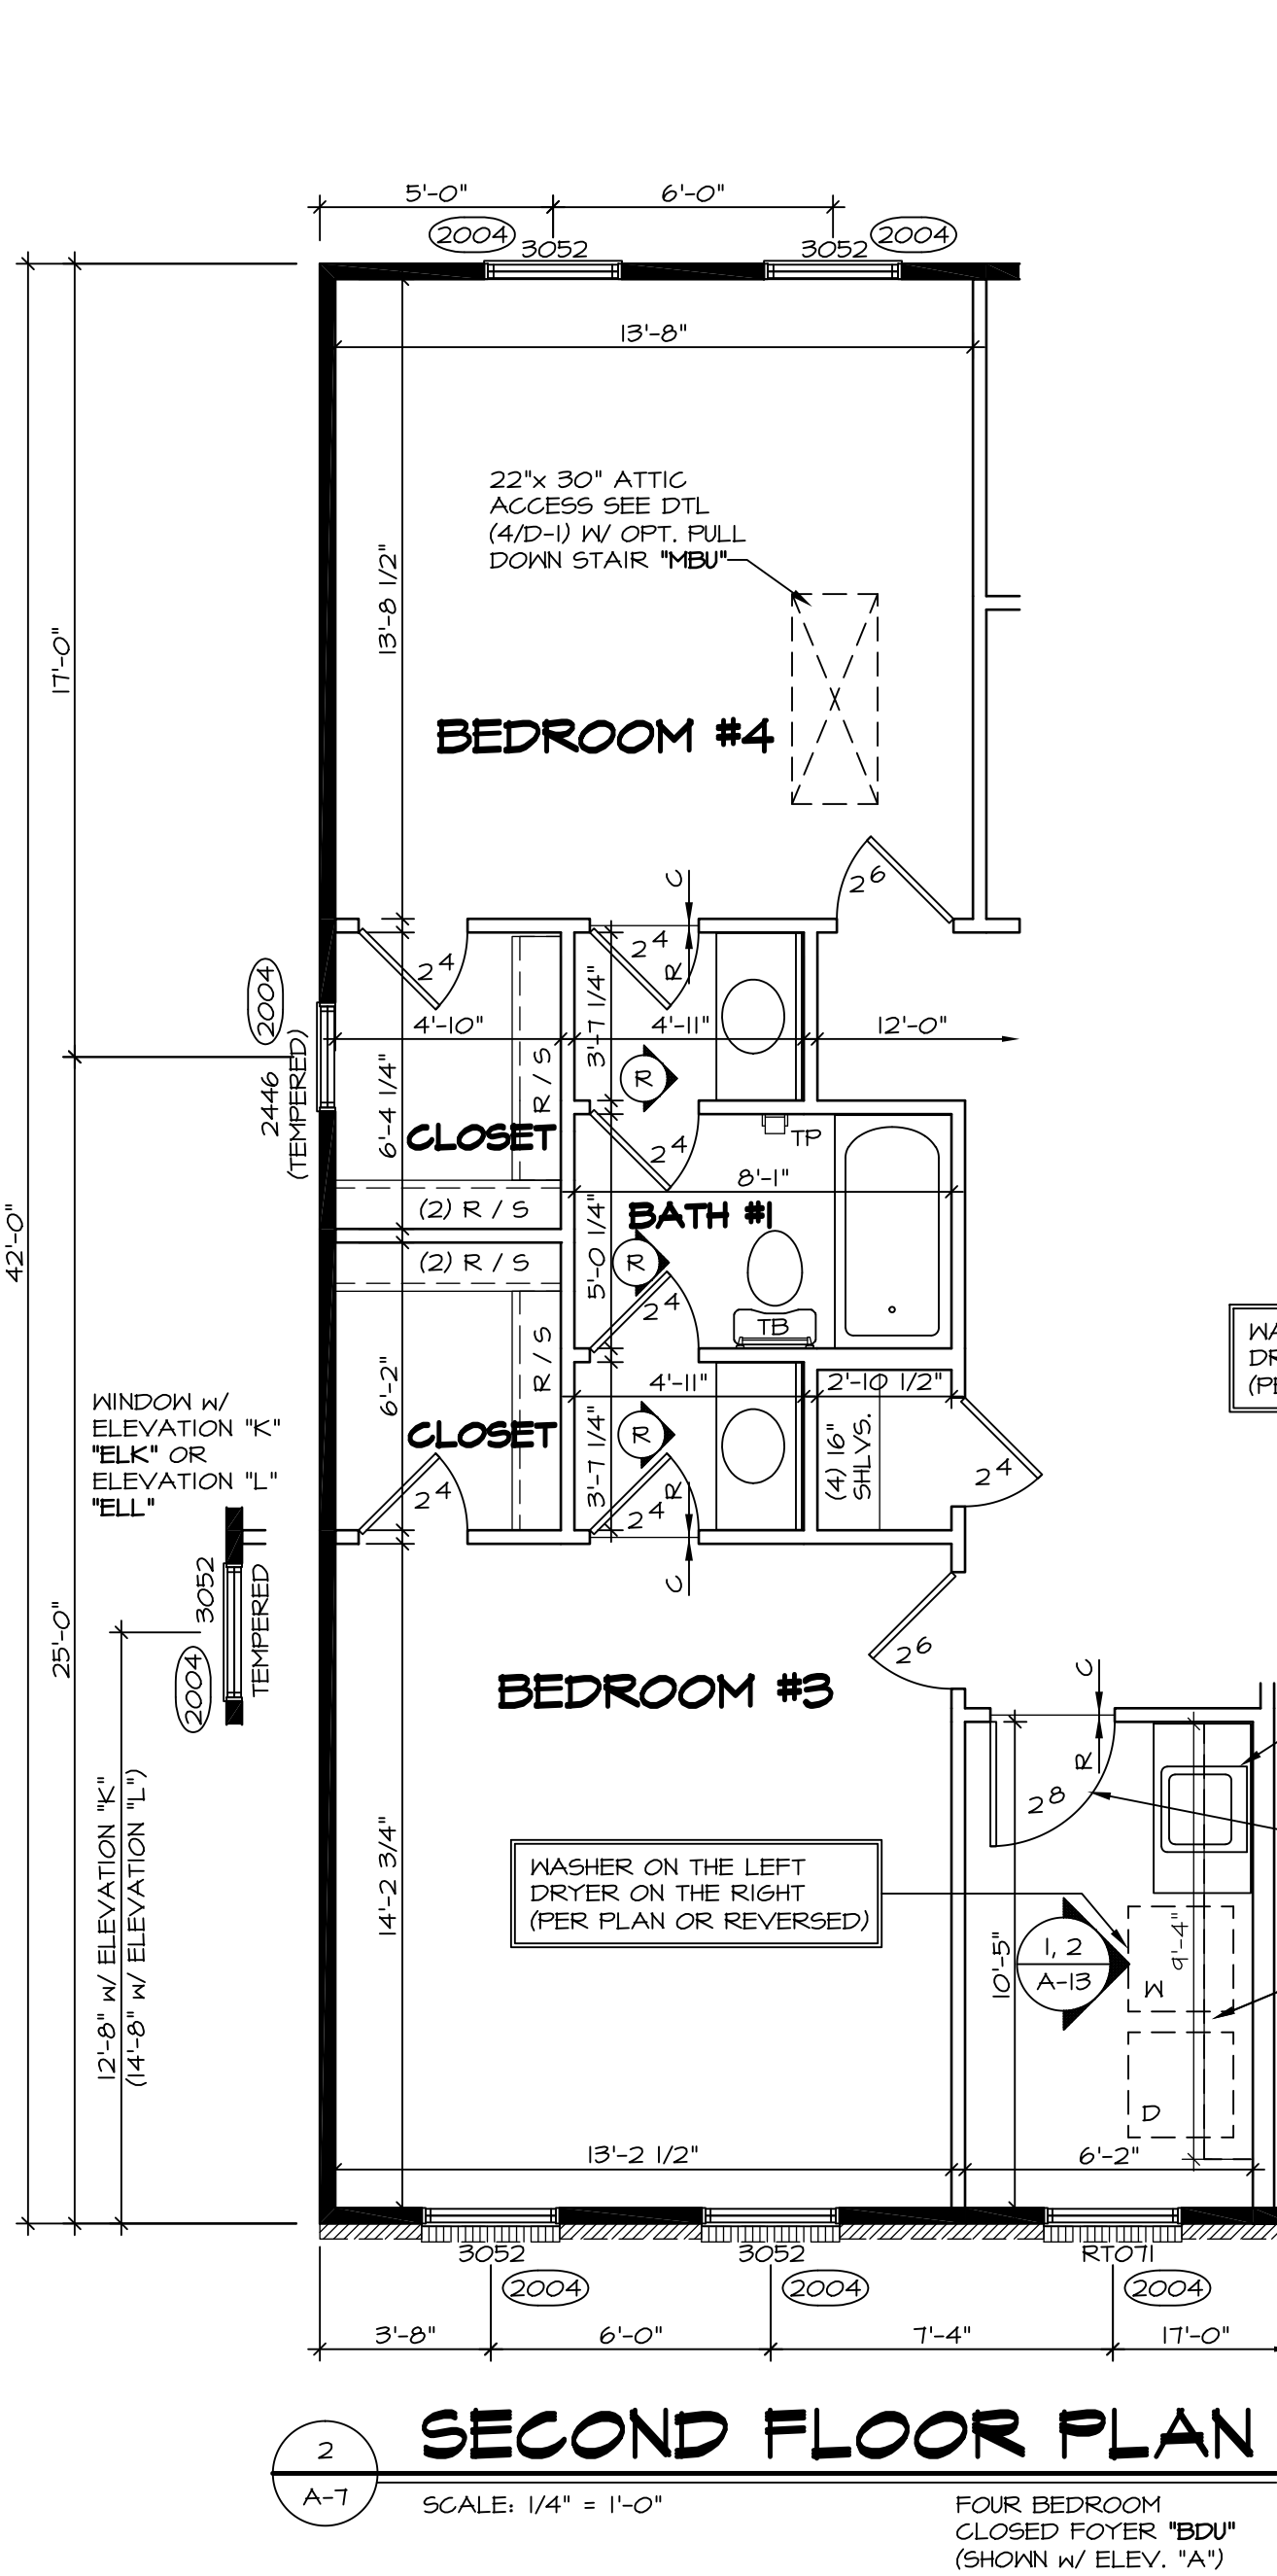 5'-0"
6'-0"
2004
3052
3052
2004
13'-8"
22"x 30" ATTIC
ACCESS SEE DTL
(4/D-1) W/ OPT. PULL
DOWN STAIR "MBU"
13'-8 1/2"
17'-0"
BEDROOM #4
2 6
C
2 4
2 4
R
2004
2446
(TEMPERED)
4'-10"
3'-7 1/4"
4'-11"
12'-0"
R / S
R
6'-4 1/4"
CLOSET
2 4
TP
8'-1"
(2) R / S
BATH #1
42'-0"
(2) R / S
5'-0 1/4"
R
2 4
TB
R / S
6'-2"
4'-11"
2'-10 1/2"
WINDOW w/
ELEVATION "K"
"ELK" OR
ELEVATION "L"
"ELL"
CLOSET
3'-7 1/4"
R
(4) 16"
SHLVS.
2 4
2 4
2 4
R
C
3052
TEMPERED
2004
25'-0"
2 6
BEDROOM #3
C
R
2 8
12'-8" w/ ELEVATION "K"
(14'-8" w/ ELEVATION "L")
14'-2 3/4"
WASHER ON THE LEFT
DRYER ON THE RIGHT
(PER PLAN OR REVERSED)
WA
DR
(PE
10'-5"
1, 2
A-13
9'-4"
W
D
13'-2 1/2"
6'-2"
3052
3052
RT071
2004
2004
2004
3'-8"
6'-0"
7'-4"
17'-0"
2
A-7
SECOND FLOOR PLAN
SCALE: 1/4" = 1'-0"
FOUR BEDROOM
CLOSED FOYER "BDU"
(SHOWN w/ ELEV. "A")